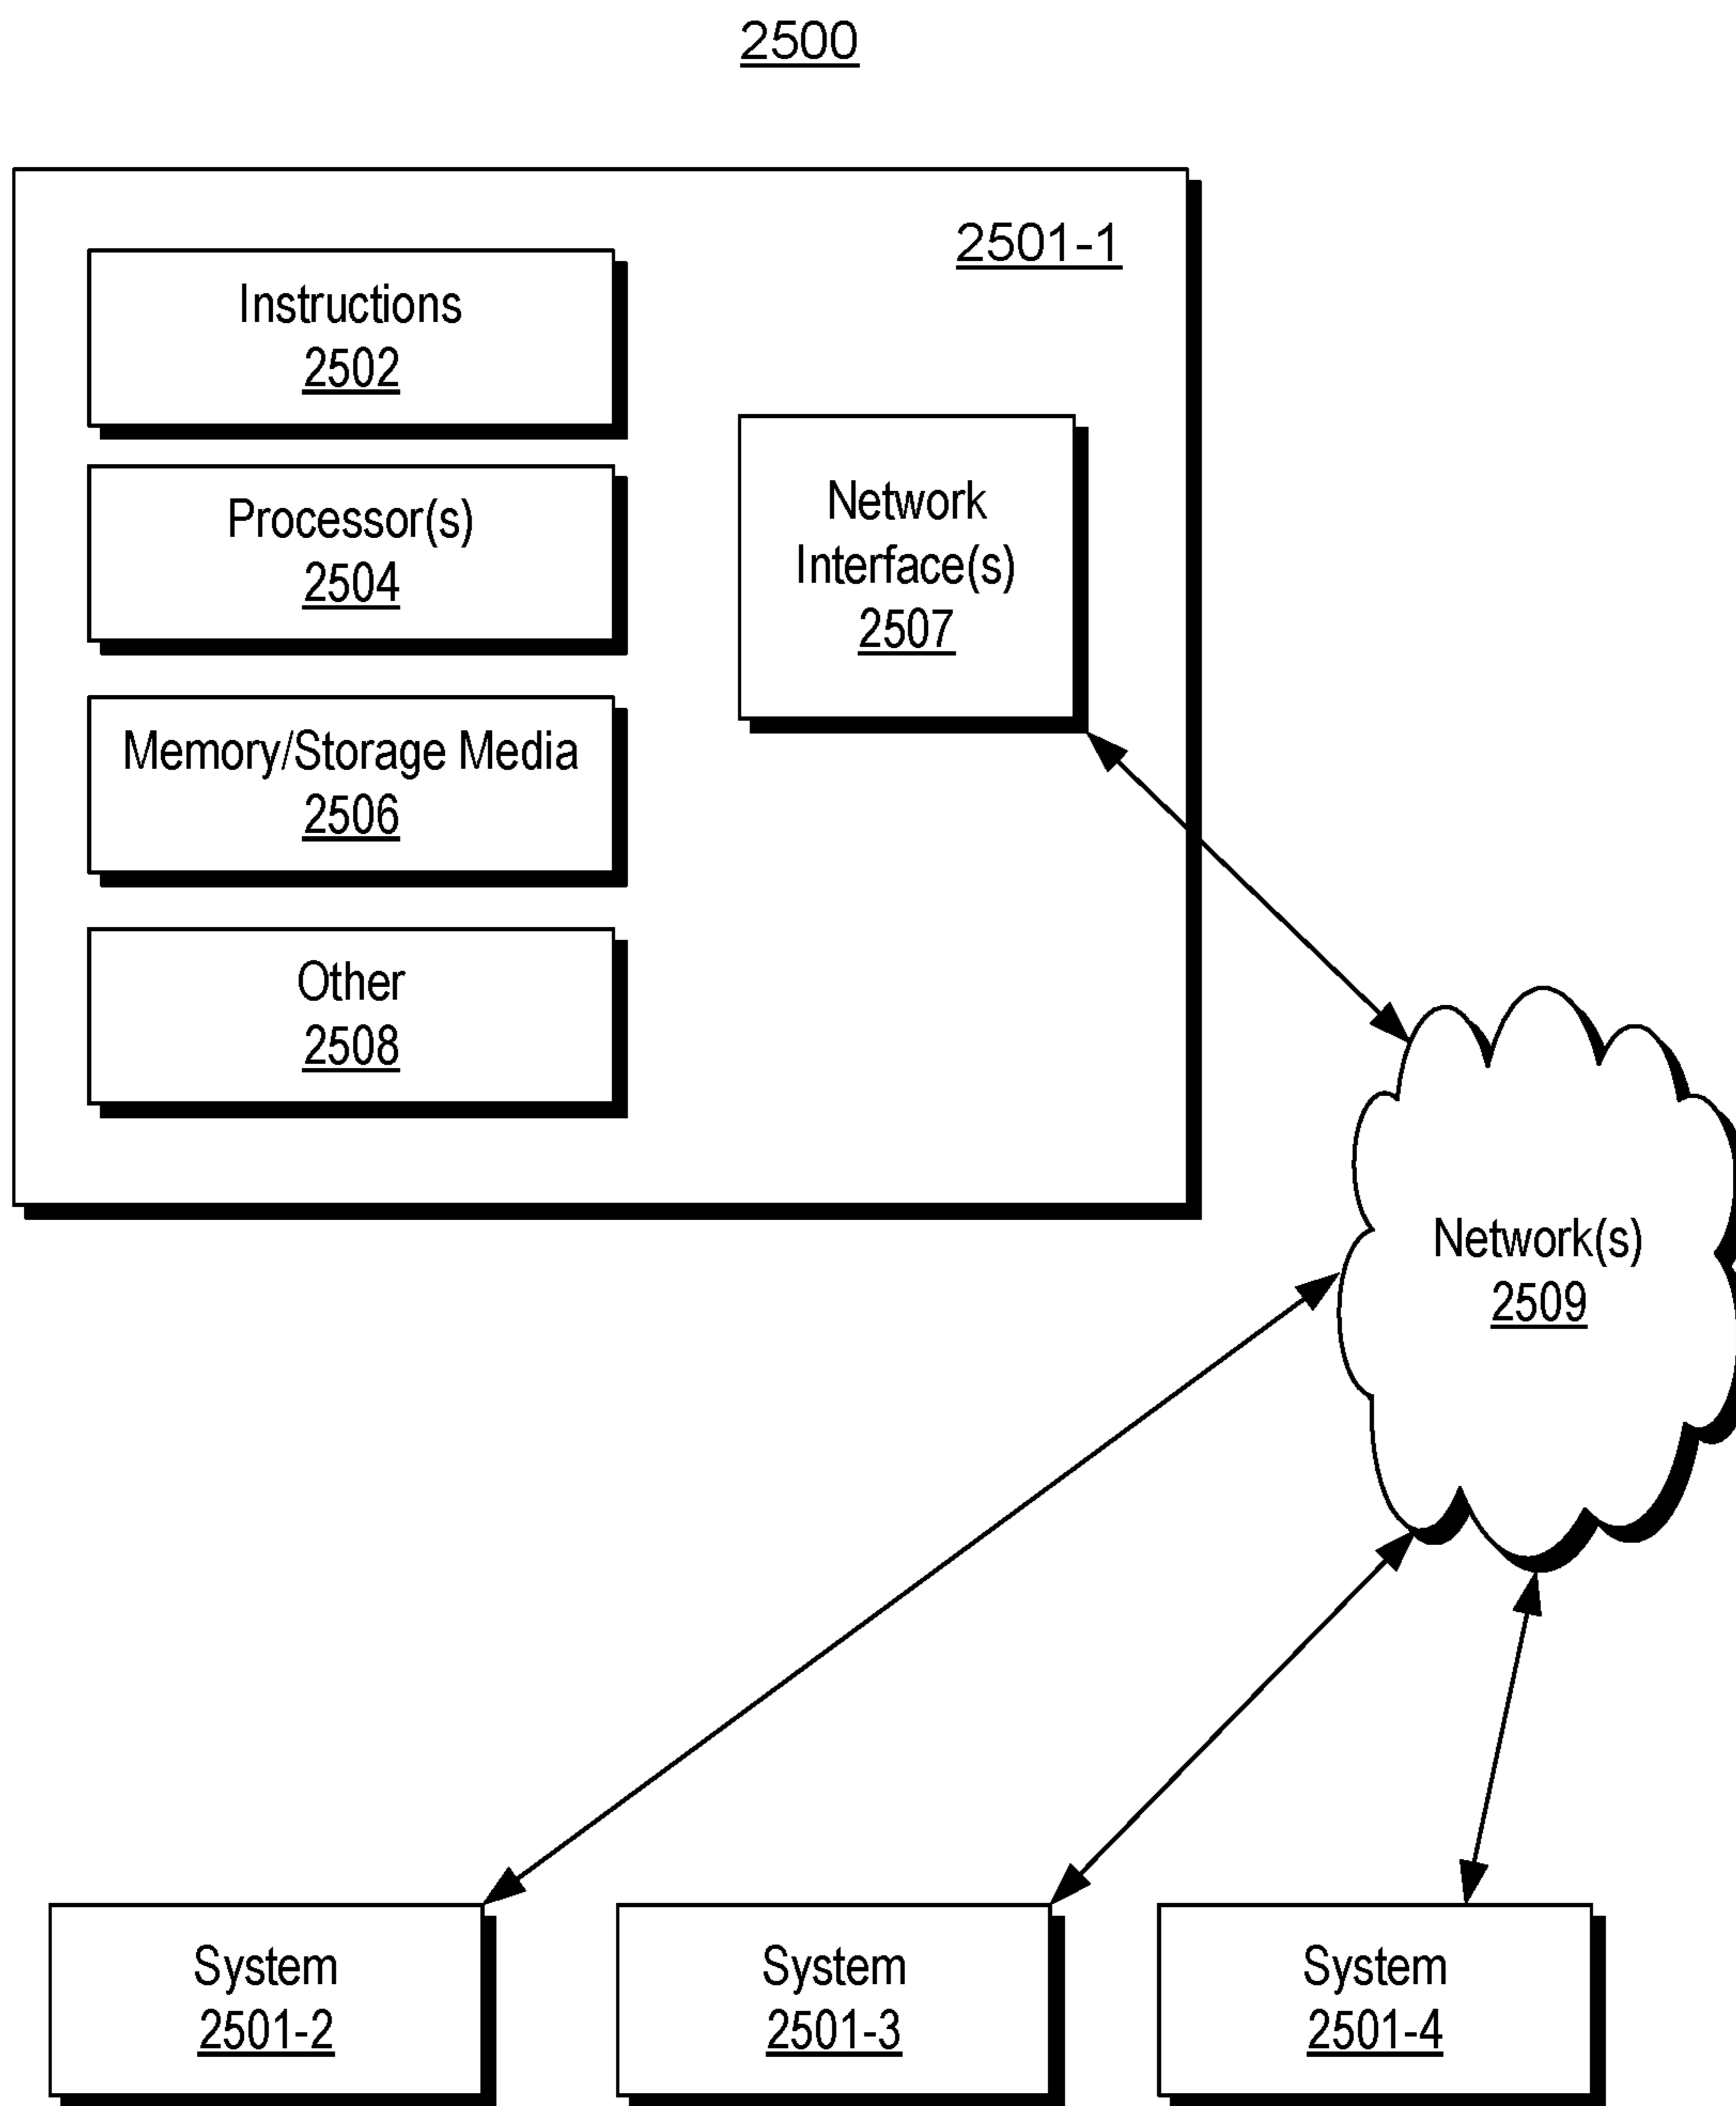 2500
2501-1
Instructions
2502
Processor(s)
2504
Memory/Storage Media
2506
Other
2508
Network
Interface(s)
2507
Network(s)
2509
System
2501-2
System
2501-3
System
2501-4